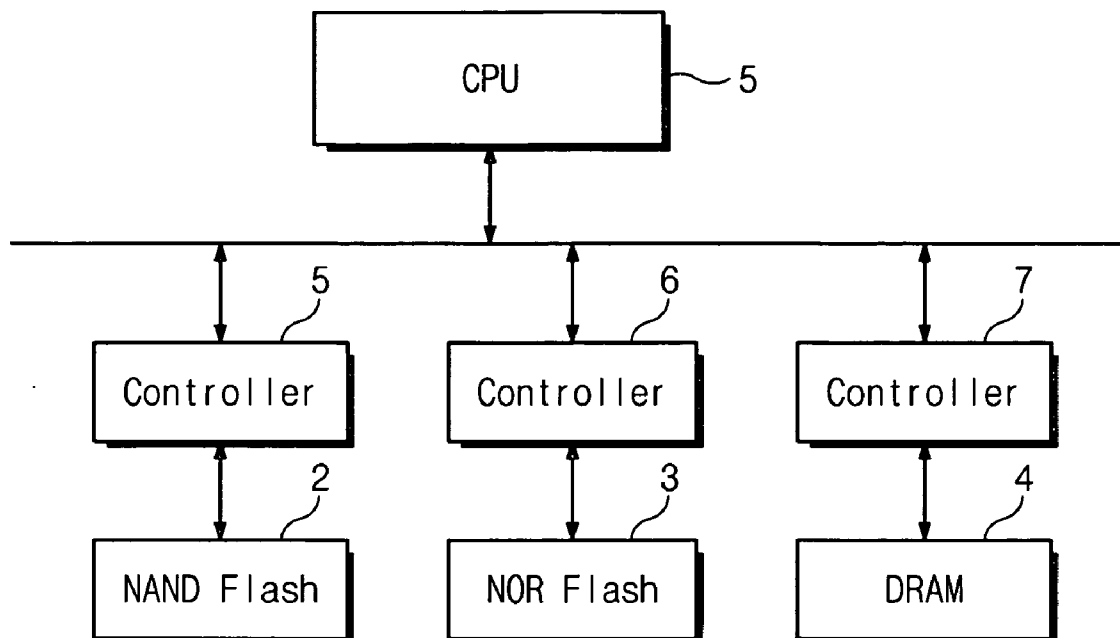 CPU
5
5
6
7
Controller
Controller
Controller
2
3
4
NAND Flash
NOR Flash
DRAM